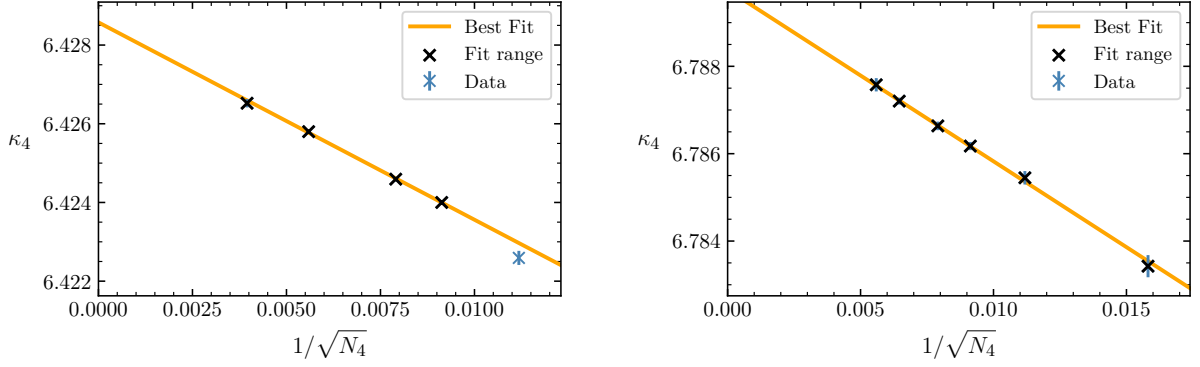 6.428
6.426
6.424
6.422
κ₄
0.0000
0.0025
0.0050
0.0075
0.0100
1/√N₄
Best Fit
Fit range
Data
6.788
6.786
6.784
κ₄
0.000
0.005
0.010
0.015
1/√N₄
Best Fit
Fit range
Data